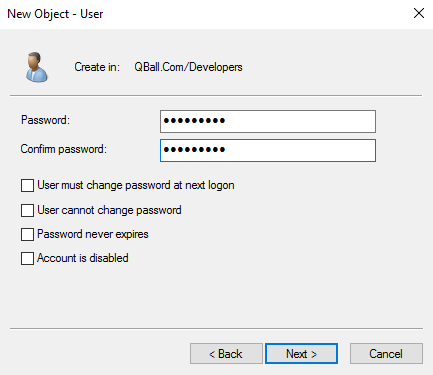 New Object - User
Create in: QBall.Com/Developers
Password: ●●●●●●●●●
Confirm password: ●●●●●●●●●
User must change password at next logon
User cannot change password
Password never expires
Account is disabled
< Back Next > Cancel